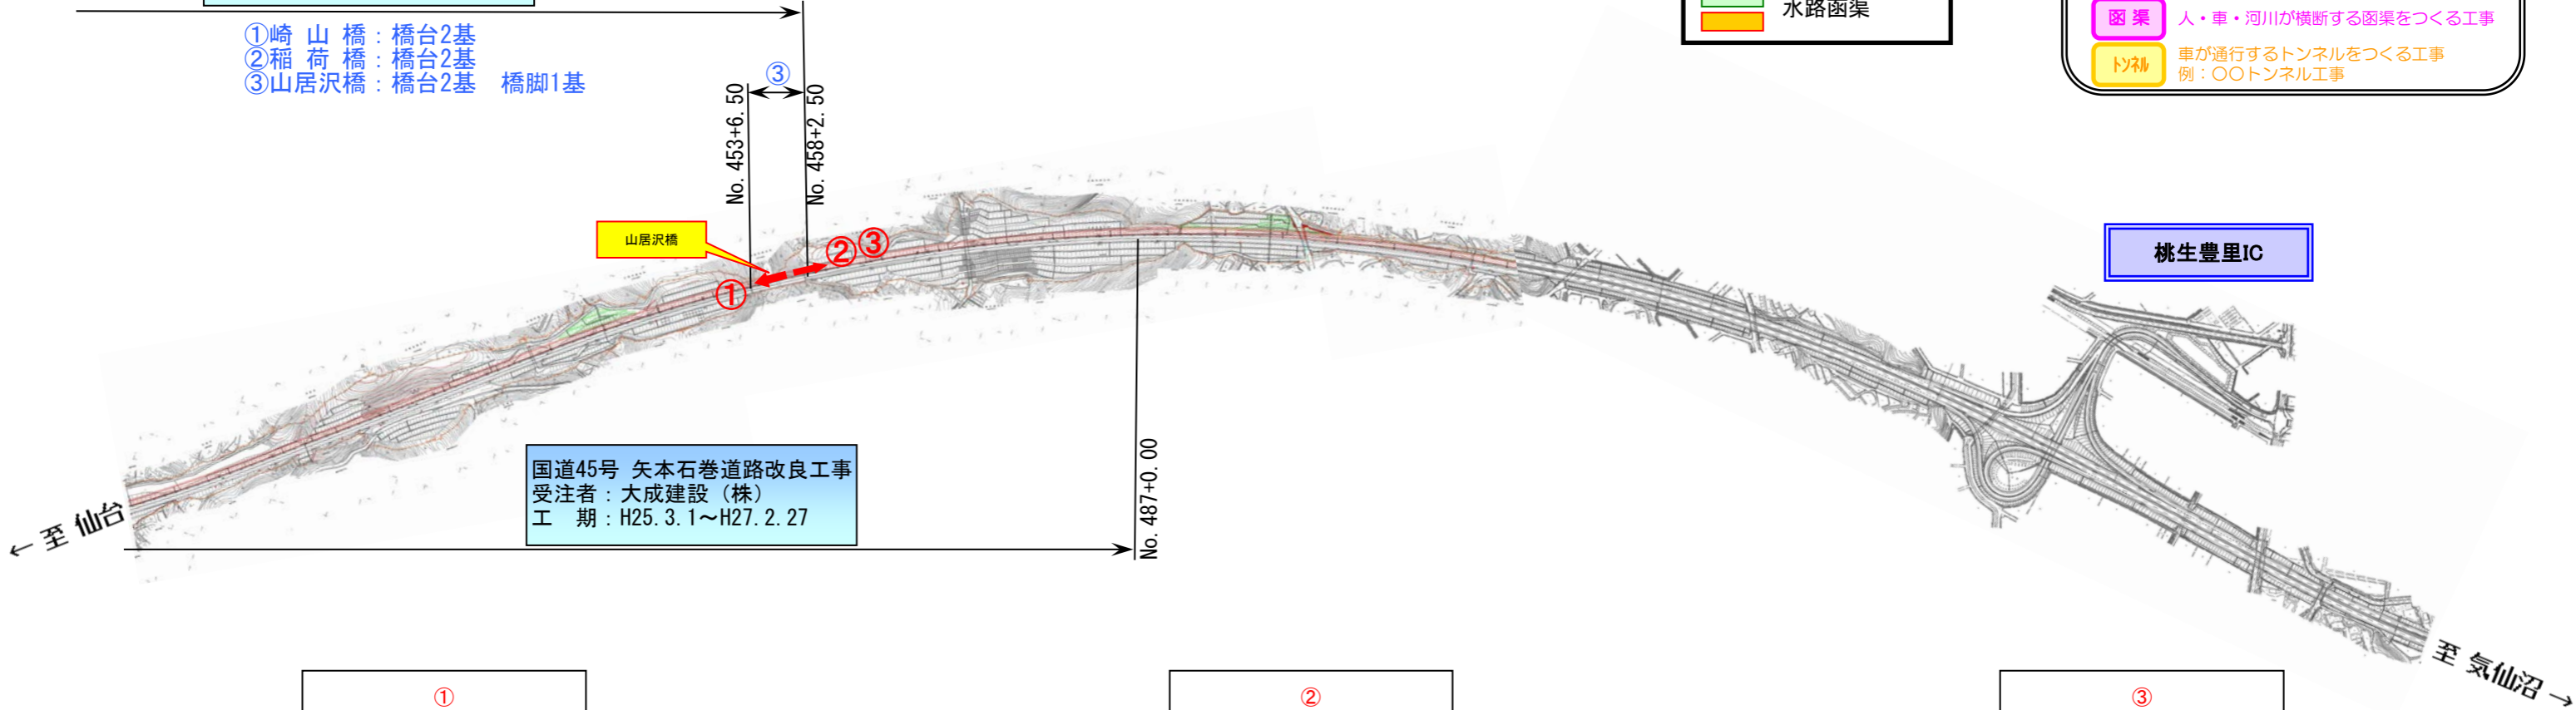 水路函渠
函渠 人・車・河川が横断する函渠をつくる工事
トンネル 車が通行するトンネルをつくる工事
例：〇〇トンネル工事
①崎 山 橋：橋台2基
②稲 荷 橋：橋台2基
③山居沢橋：橋台2基　橋脚1基
③
No. 453+6. 50
No. 458+2. 50
山居沢橋
① ② ③
桃生豊里IC
国道45号 矢本石巻道路改良工事
受注者：大成建設（株）
工　期：H25. 3. 1～H27. 2. 27
No. 487+0. 00
← 至 仙台
至 気仙沼 →
①
②
③